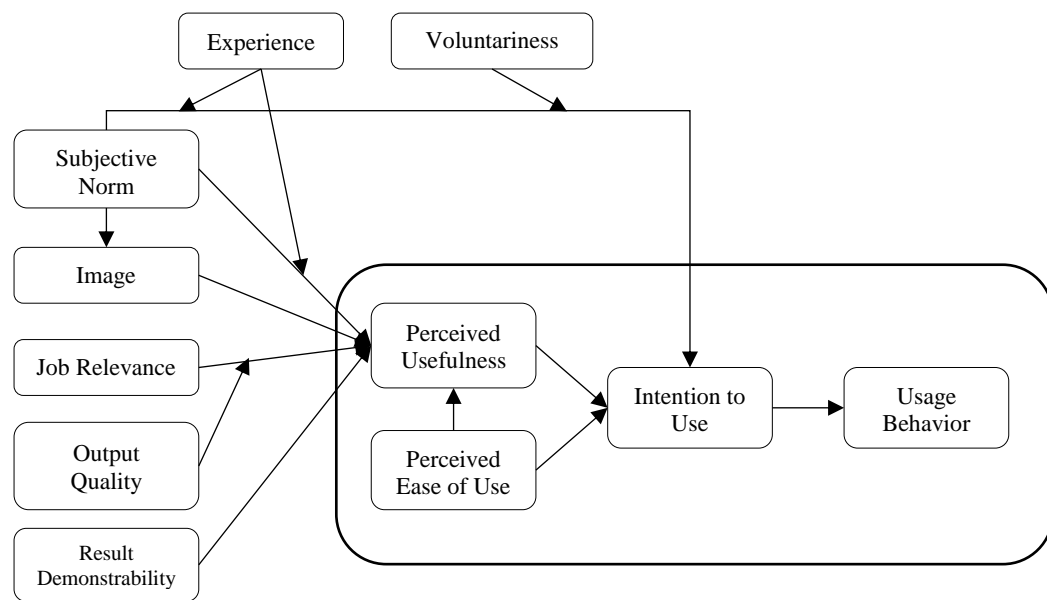 Experience
Voluntariness
Subjective
Norm
Image
Job Relevance
Output
Quality
Result
Demonstrability
Perceived
Usefulness
Perceived
Ease of Use
Intention to
Use
Usage
Behavior